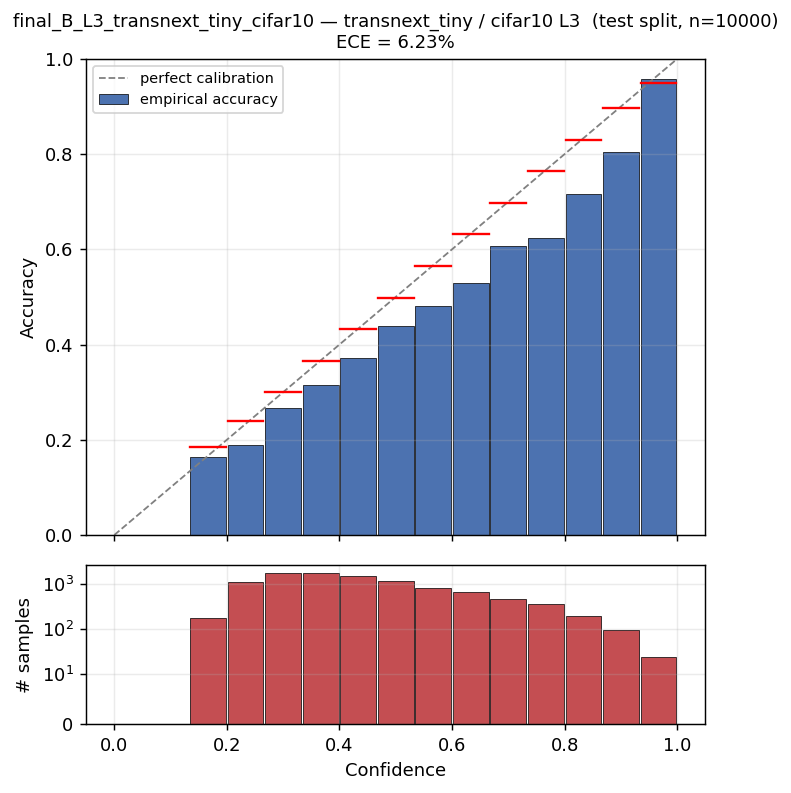 final_B_L3_transnext_tiny_cifar10 — transnext_tiny / cifar10 L3 (test split, n=10000)
ECE = 6.23%
perfect calibration
empirical accuracy
1.0
0.8
0.6
0.4
0.2
0.0
Accuracy
10³
10²
10¹
0
# samples
0.0 0.2 0.4 0.6 0.8 1.0
Confidence